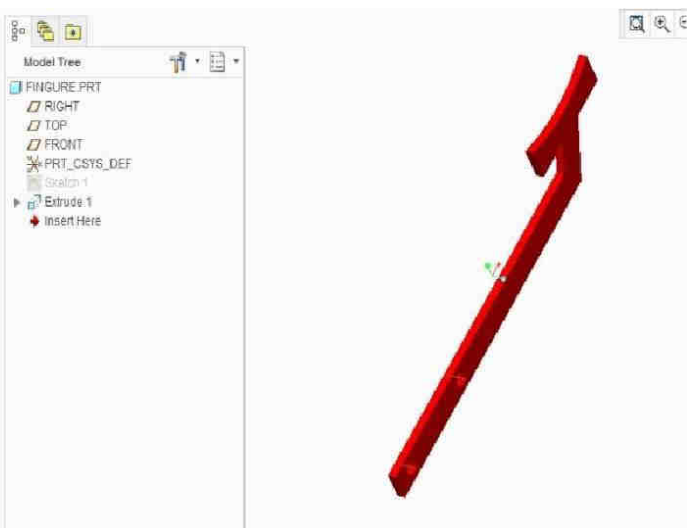 Model Tree
FINGURE.PRT
RIGHT
TOP
FRONT
PRT_CSYS_DEF
Sketch 1
Extrude 1
Insert Here